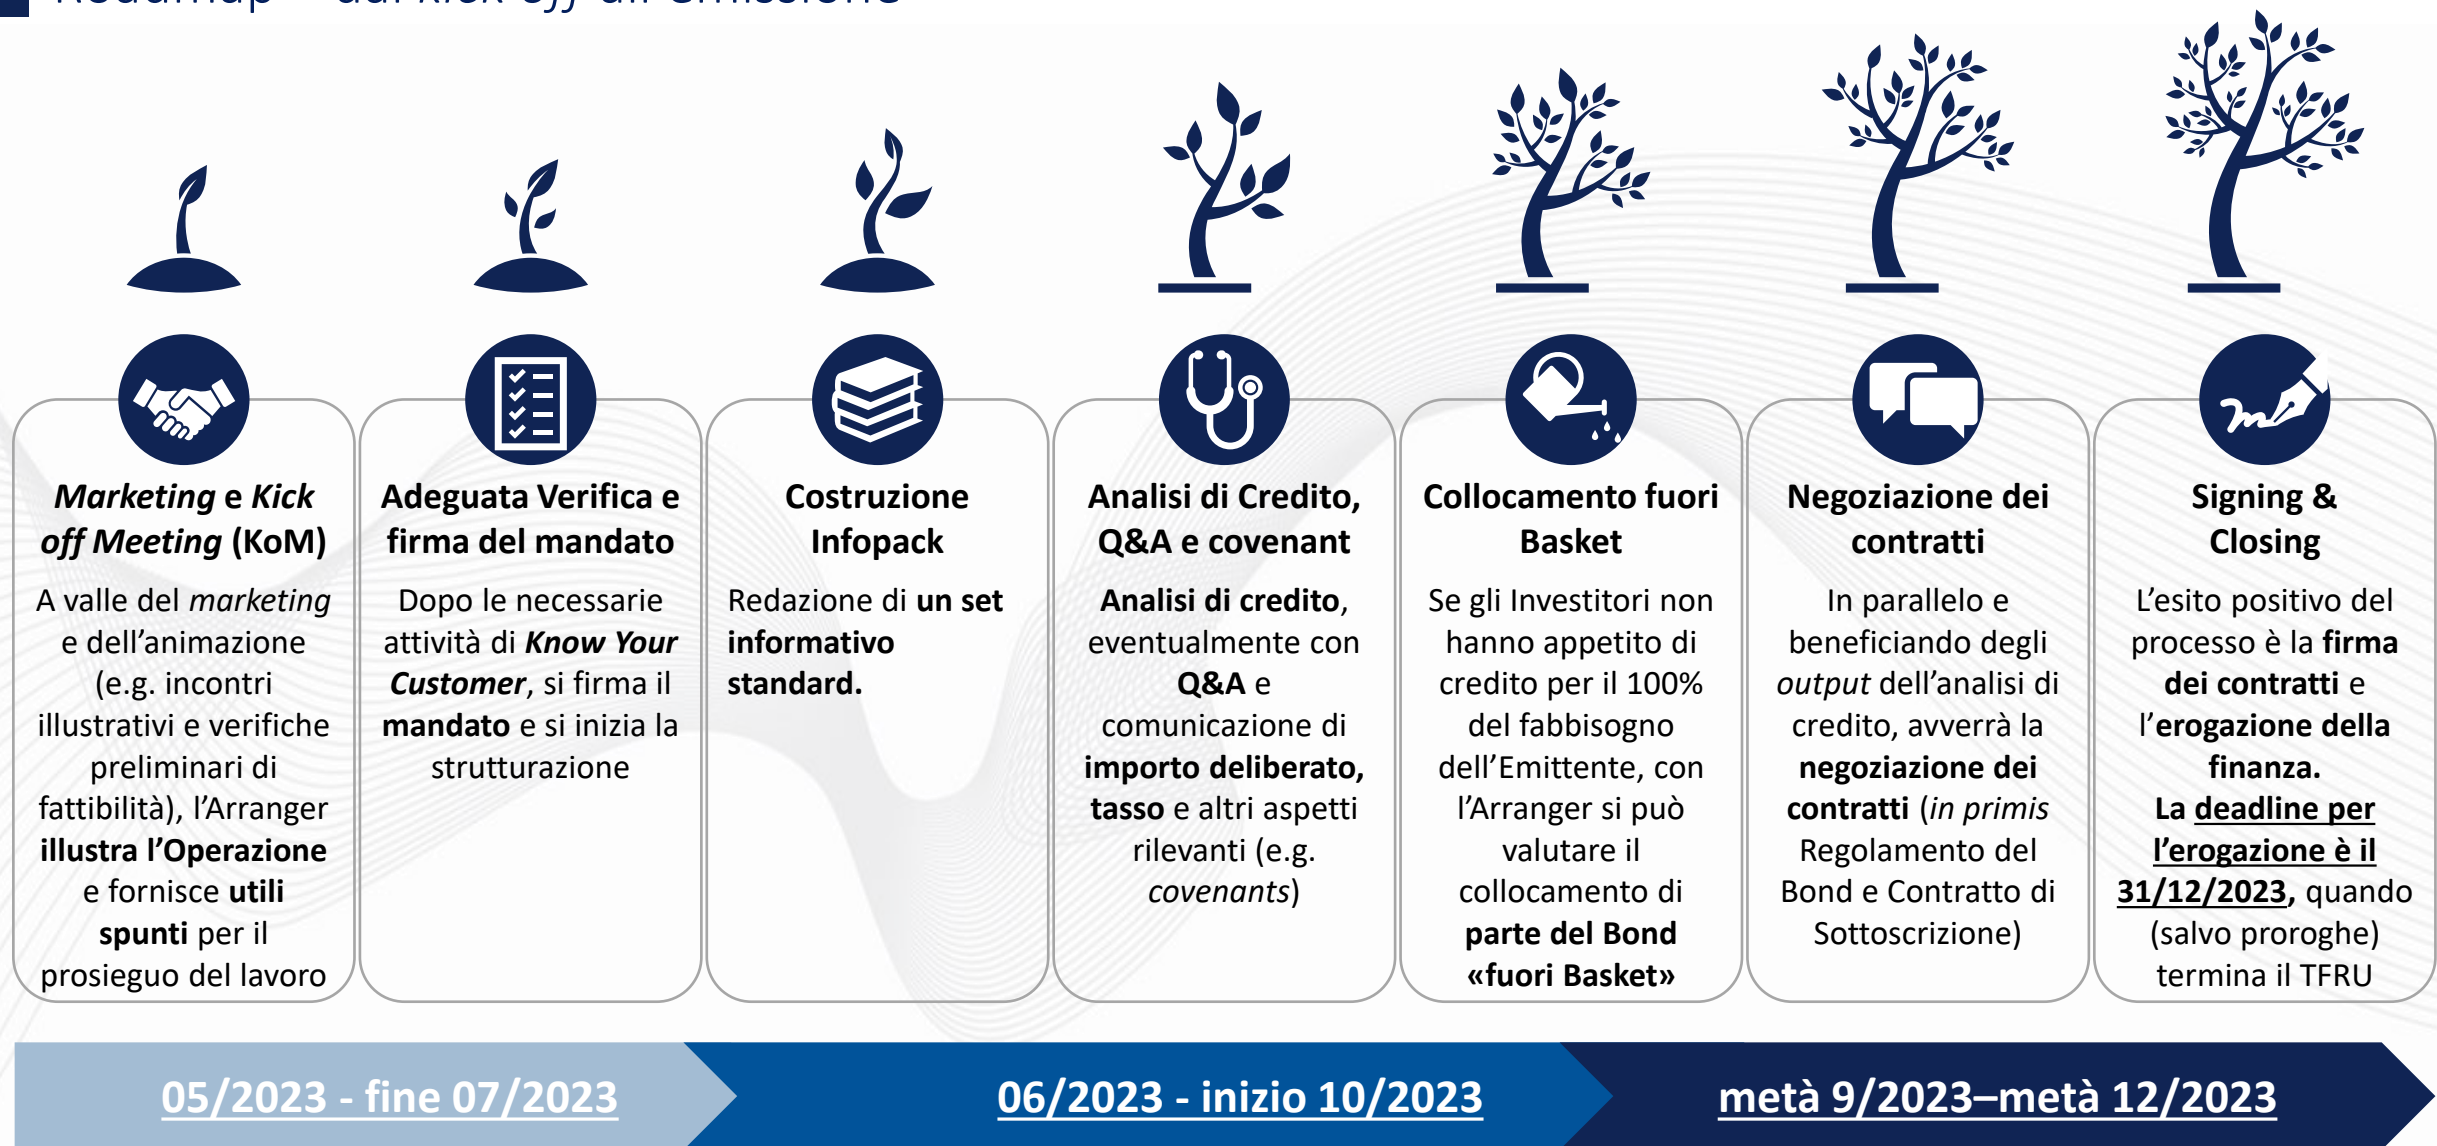 Roadmap – dal kick off all'emissione
Marketing e Kick
off Meeting (KoM)
A valle del marketing
e dell’animazione
(e.g. incontri
illustrativi e verifiche
preliminari di
fattibilità), l’Arranger
illustra l’Operazione
e fornisce utili
spunti per il
prosieguo del lavoro
Adeguata Verifica e
firma del mandato
Dopo le necessarie
attività di Know Your
Customer, si firma il
mandato e si inizia la
strutturazione
Costruzione
Infopack
Redazione di un set
informativo
standard.
Analisi di Credito,
Q&A e covenant
Analisi di credito,
eventualmente con
Q&A e
comunicazione di
importo deliberato,
tasso e altri aspetti
rilevanti (e.g.
covenants)
Collocamento fuori
Basket
Se gli Investitori non
hanno appetito di
credito per il 100%
del fabbisogno
dell’Emittente, con
l’Arranger si può
valutare il
collocamento di
parte del Bond
«fuori Basket»
Negoziazione dei
contratti
In parallelo e
beneficiando degli
output dell’analisi di
credito, avverrà la
negoziazione dei
contratti (in primis
Regolamento del
Bond e Contratto di
Sottoscrizione)
Signing &
Closing
L’esito positivo del
processo è la firma
dei contratti e
l’erogazione della
finanza.
La deadline per
l’erogazione è il
31/12/2023, quando
(salvo proroghe)
termina il TFRU
05/2023 - fine 07/2023
06/2023 - inizio 10/2023
metà 9/2023–metà 12/2023